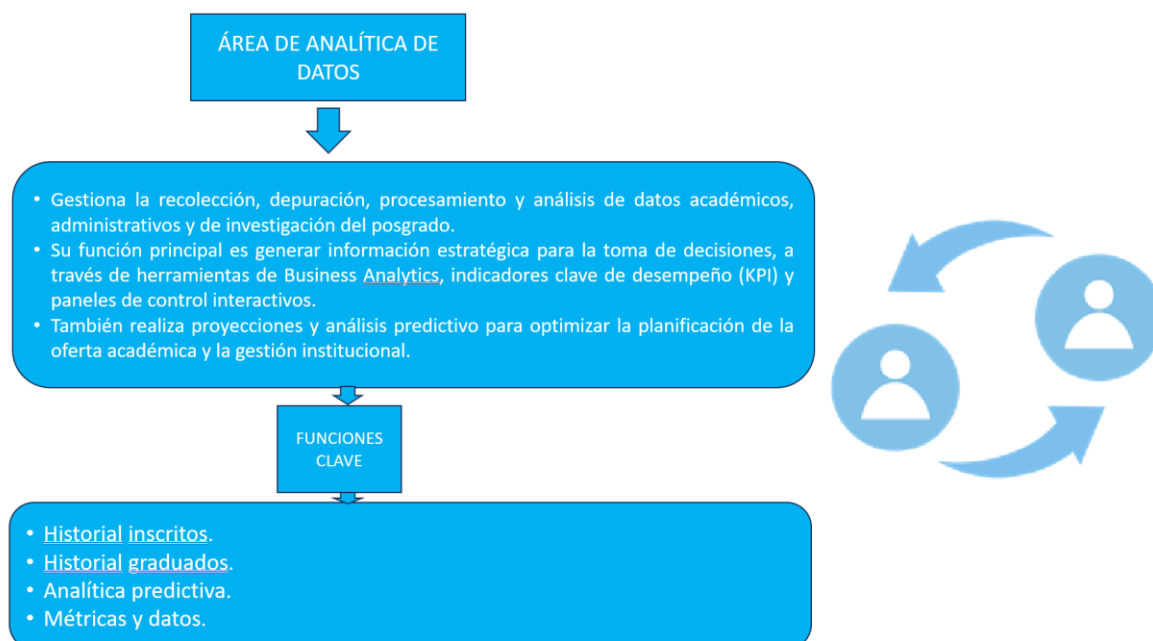 ÁREA DE ANALÍTICA DE
DATOS
• Gestiona la recolección, depuración, procesamiento y análisis de datos académicos,
administrativos y de investigación del posgrado.
• Su función principal es generar información estratégica para la toma de decisiones, a
través de herramientas de Business Analytics, indicadores clave de desempeño (KPI) y
paneles de control interactivos.
• También realiza proyecciones y análisis predictivo para optimizar la planificación de la
oferta académica y la gestión institucional.
FUNCIONES
CLAVE
• Historial inscritos.
• Historial graduados.
• Analítica predictiva.
• Métricas y datos.